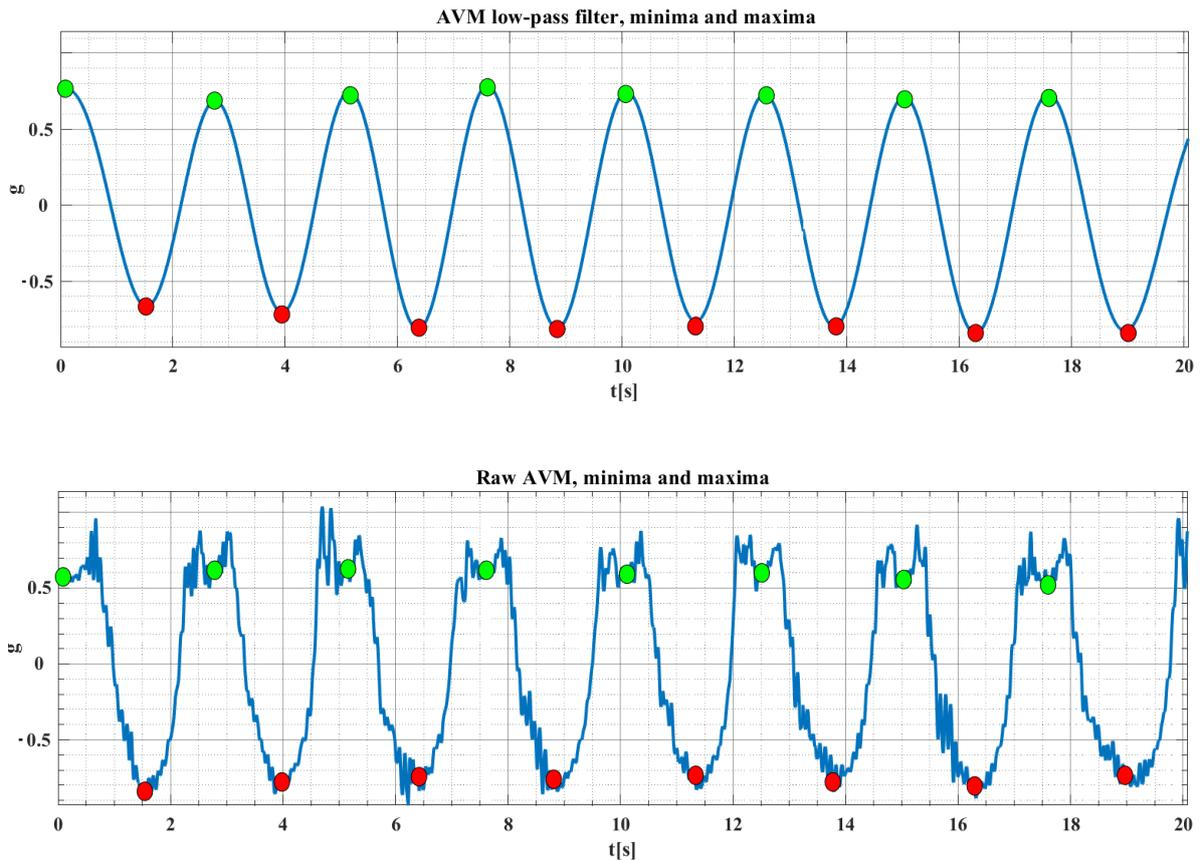 AVM low-pass filter, minima and maxima
0.5
0
-0.5
g
0 2 4 6 8 10 12 14 16 18 20
t[s]
Raw AVM, minima and maxima
0.5
0
-0.5
g
0 2 4 6 8 10 12 14 16 18 20
t[s]